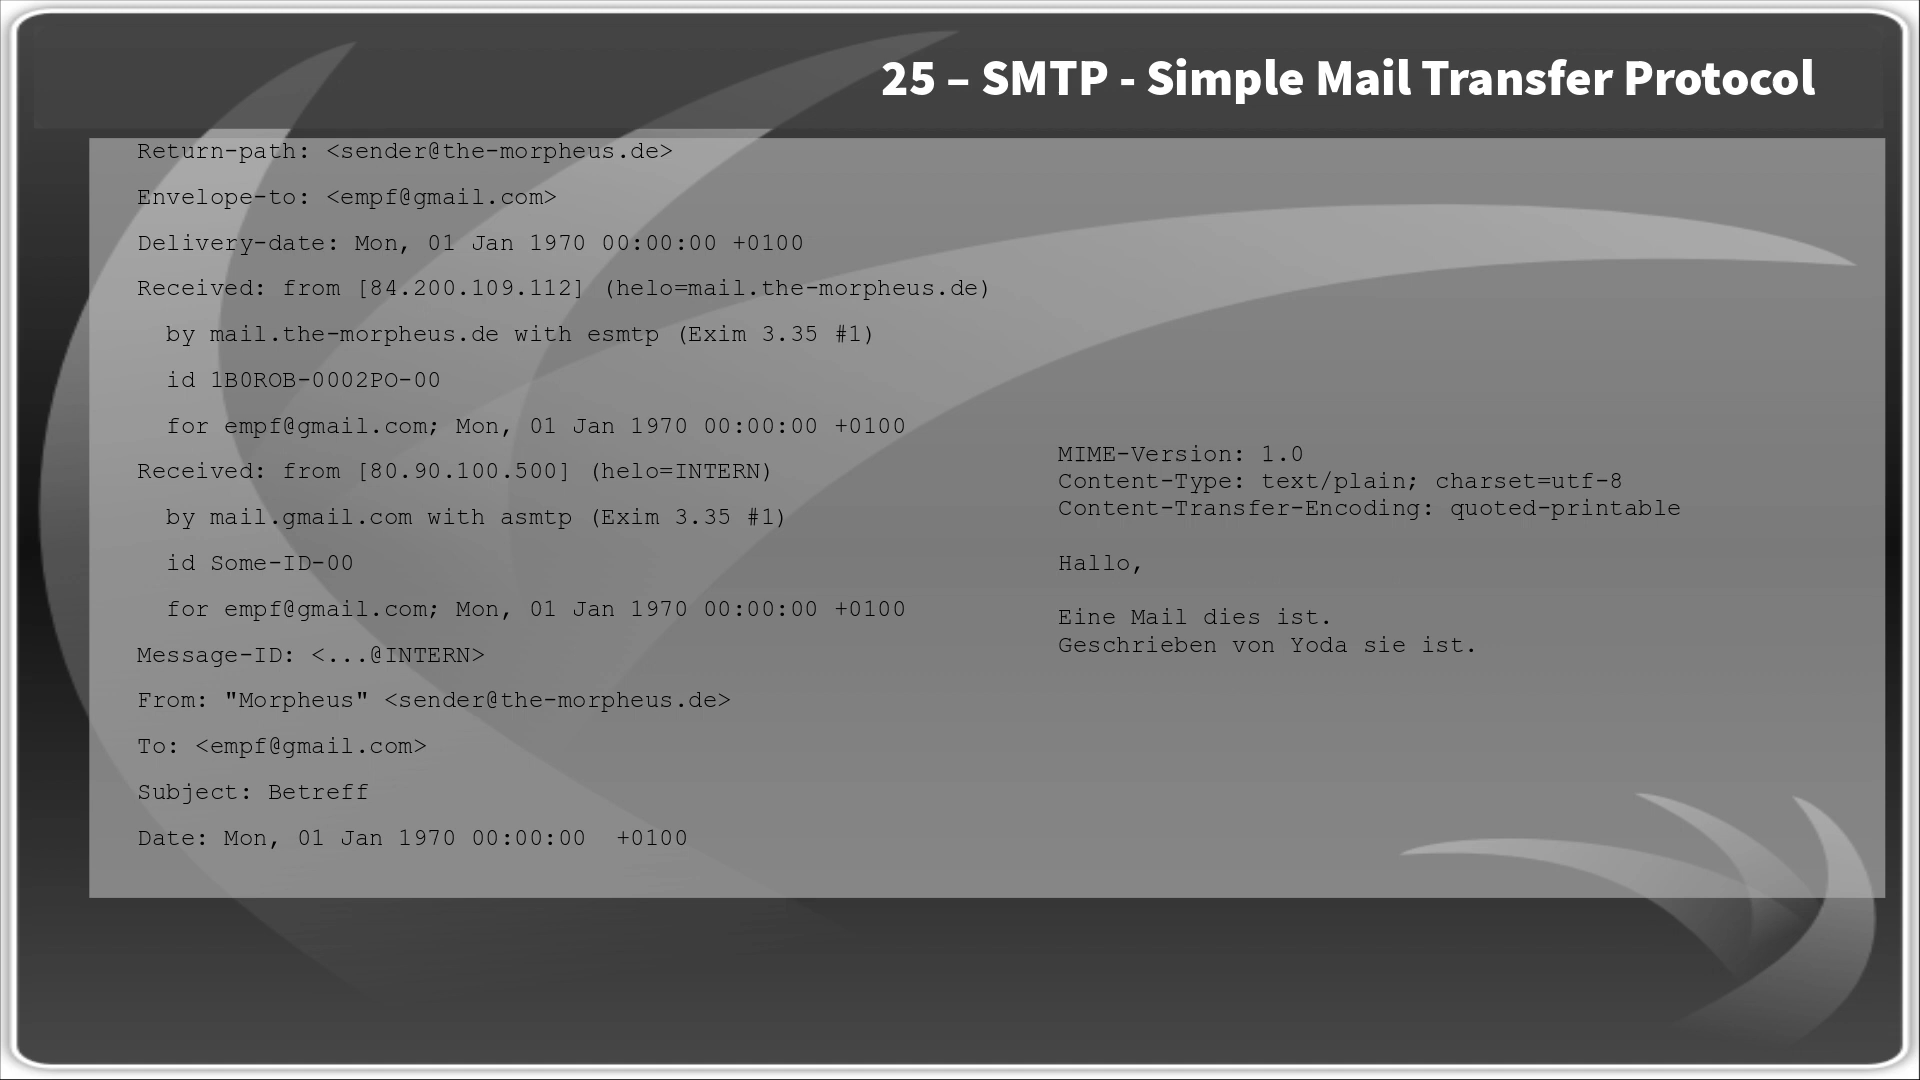 25 – SMTP - Simple Mail Transfer Protocol
Return-path: <sender@the-morpheus.de>
Envelope-to: <empf@gmail.com>
Delivery-date: Mon, 01 Jan 1970 00:00:00 +0100
Received: from [84.200.109.112] (helo=mail.the-morpheus.de)
by mail.the-morpheus.de with esmtp (Exim 3.35 #1)
id 1B0ROB-0002PO-00
for empf@gmail.com; Mon, 01 Jan 1970 00:00:00 +0100
Received: from [80.90.100.500] (helo=INTERN)
by mail.gmail.com with asmtp (Exim 3.35 #1)
id Some-ID-00
for empf@gmail.com; Mon, 01 Jan 1970 00:00:00 +0100
Message-ID: <...@INTERN>
From: "Morpheus" <sender@the-morpheus.de>
To: <empf@gmail.com>
Subject: Betreff
Date: Mon, 01 Jan 1970 00:00:00  +0100
MIME-Version: 1.0
Content-Type: text/plain; charset=utf-8
Content-Transfer-Encoding: quoted-printable
Hallo,
Eine Mail dies ist.
Geschrieben von Yoda sie ist.